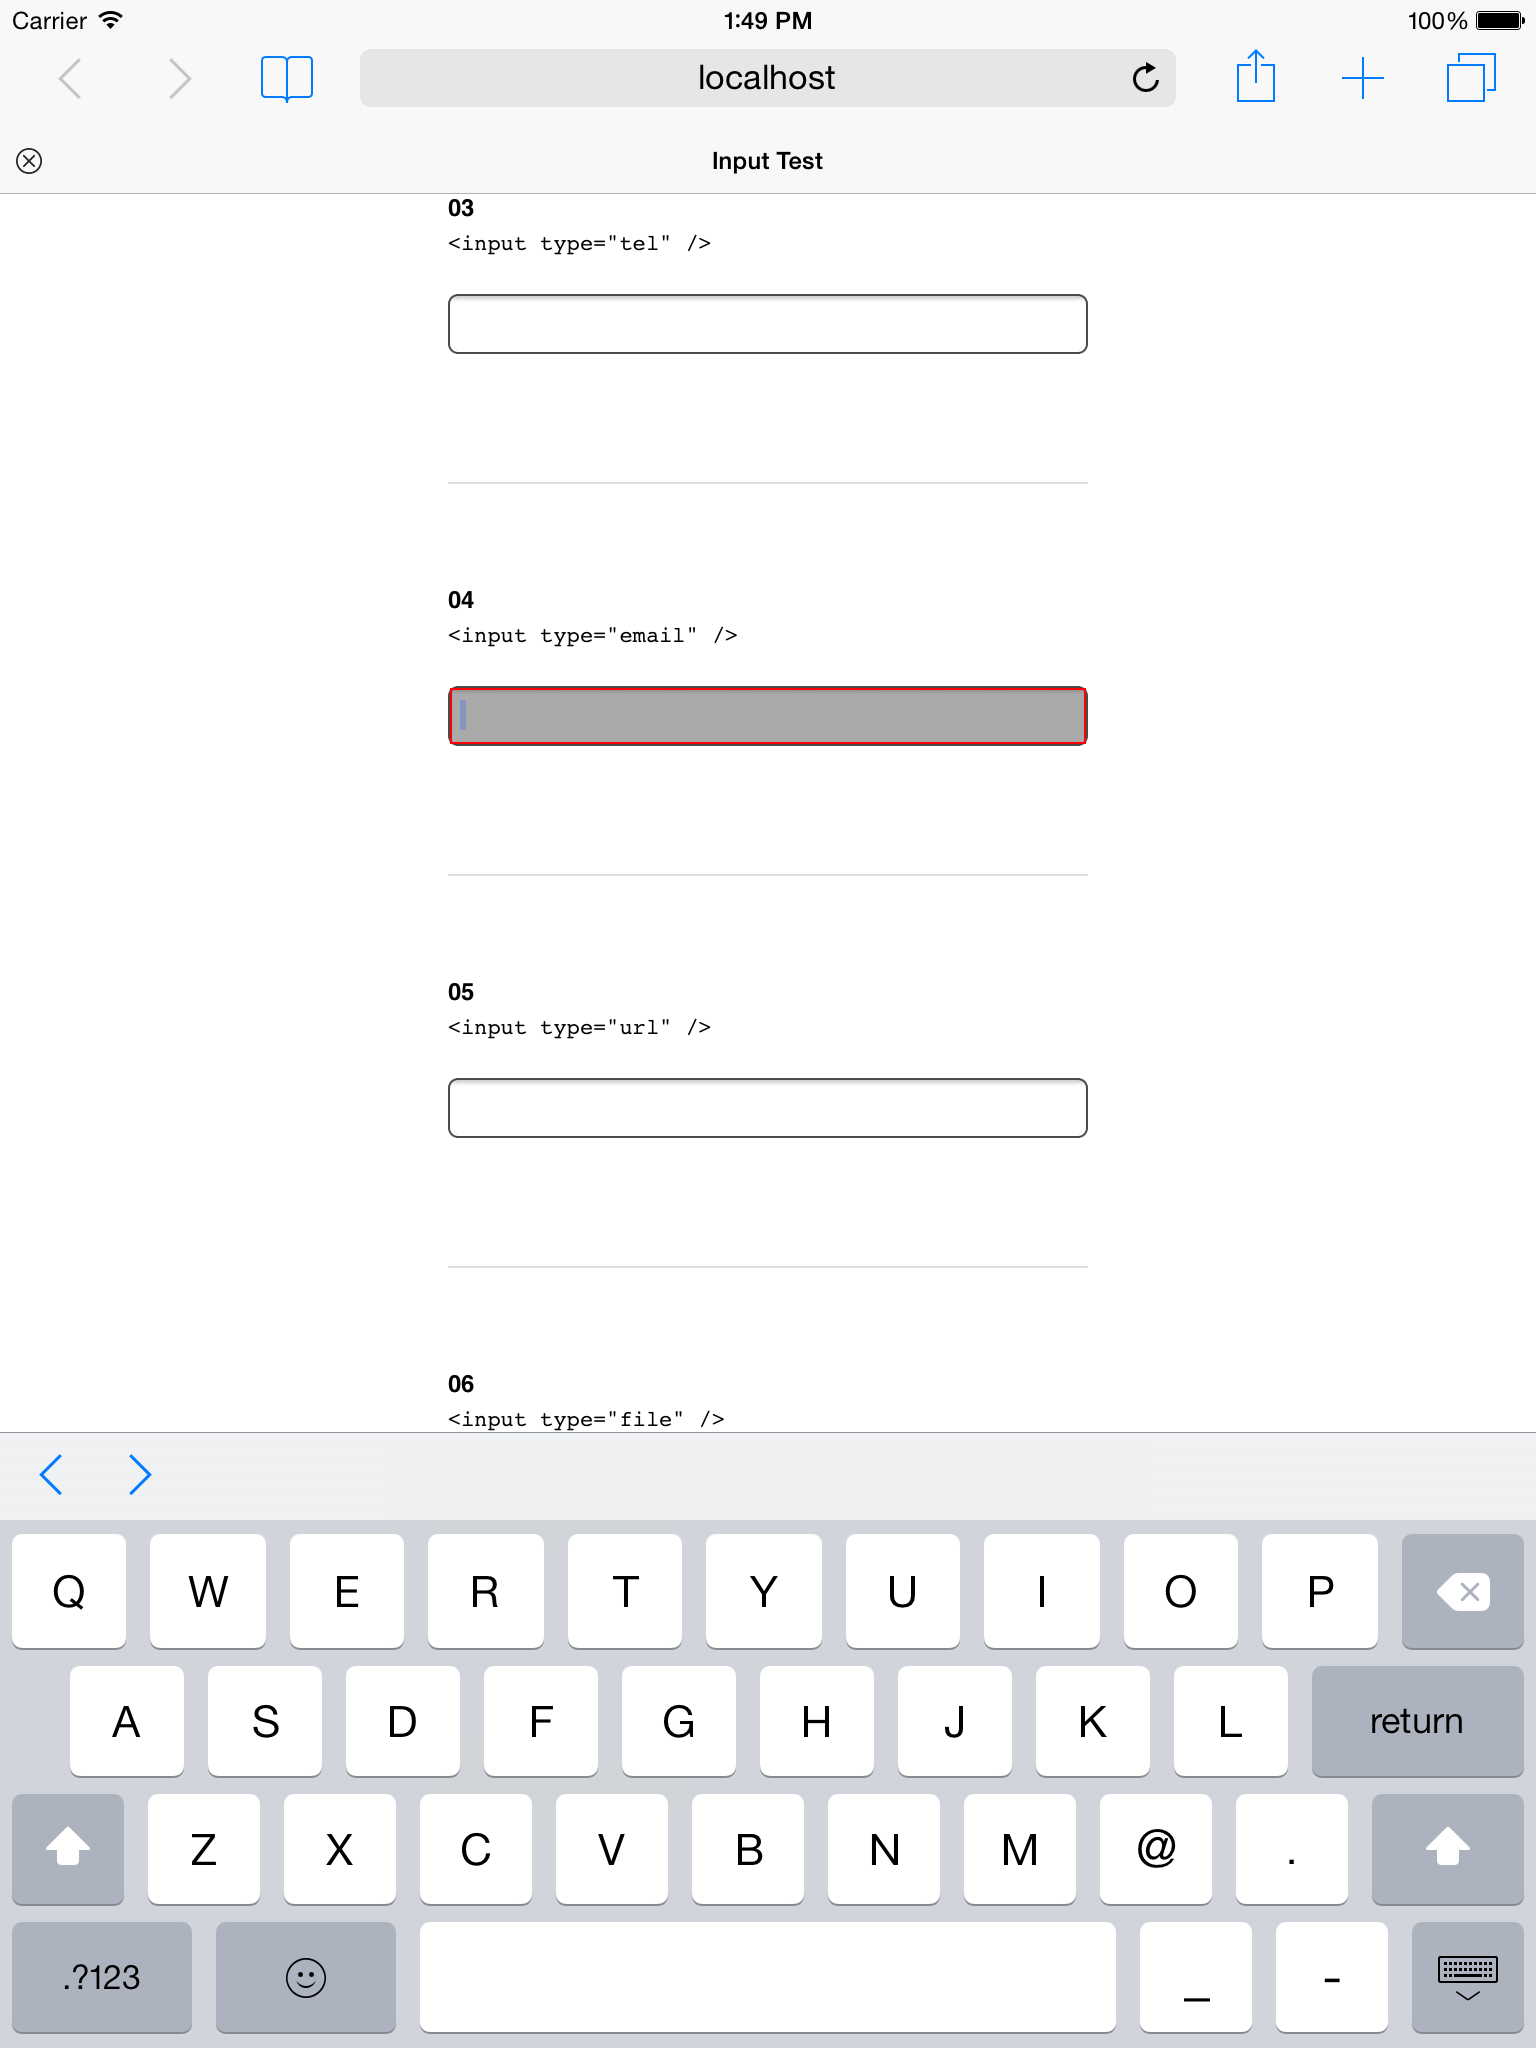 Carrier 1:49 PM 100%
localhost
Input Test
03
<input type="tel" />
04
<input type="email" />
05
<input type="url" />
06
<input type="file" />
Q W E R T Y U I O P
A S D F G H J K L return
Z X C V B N M @ .
.?123 _ -